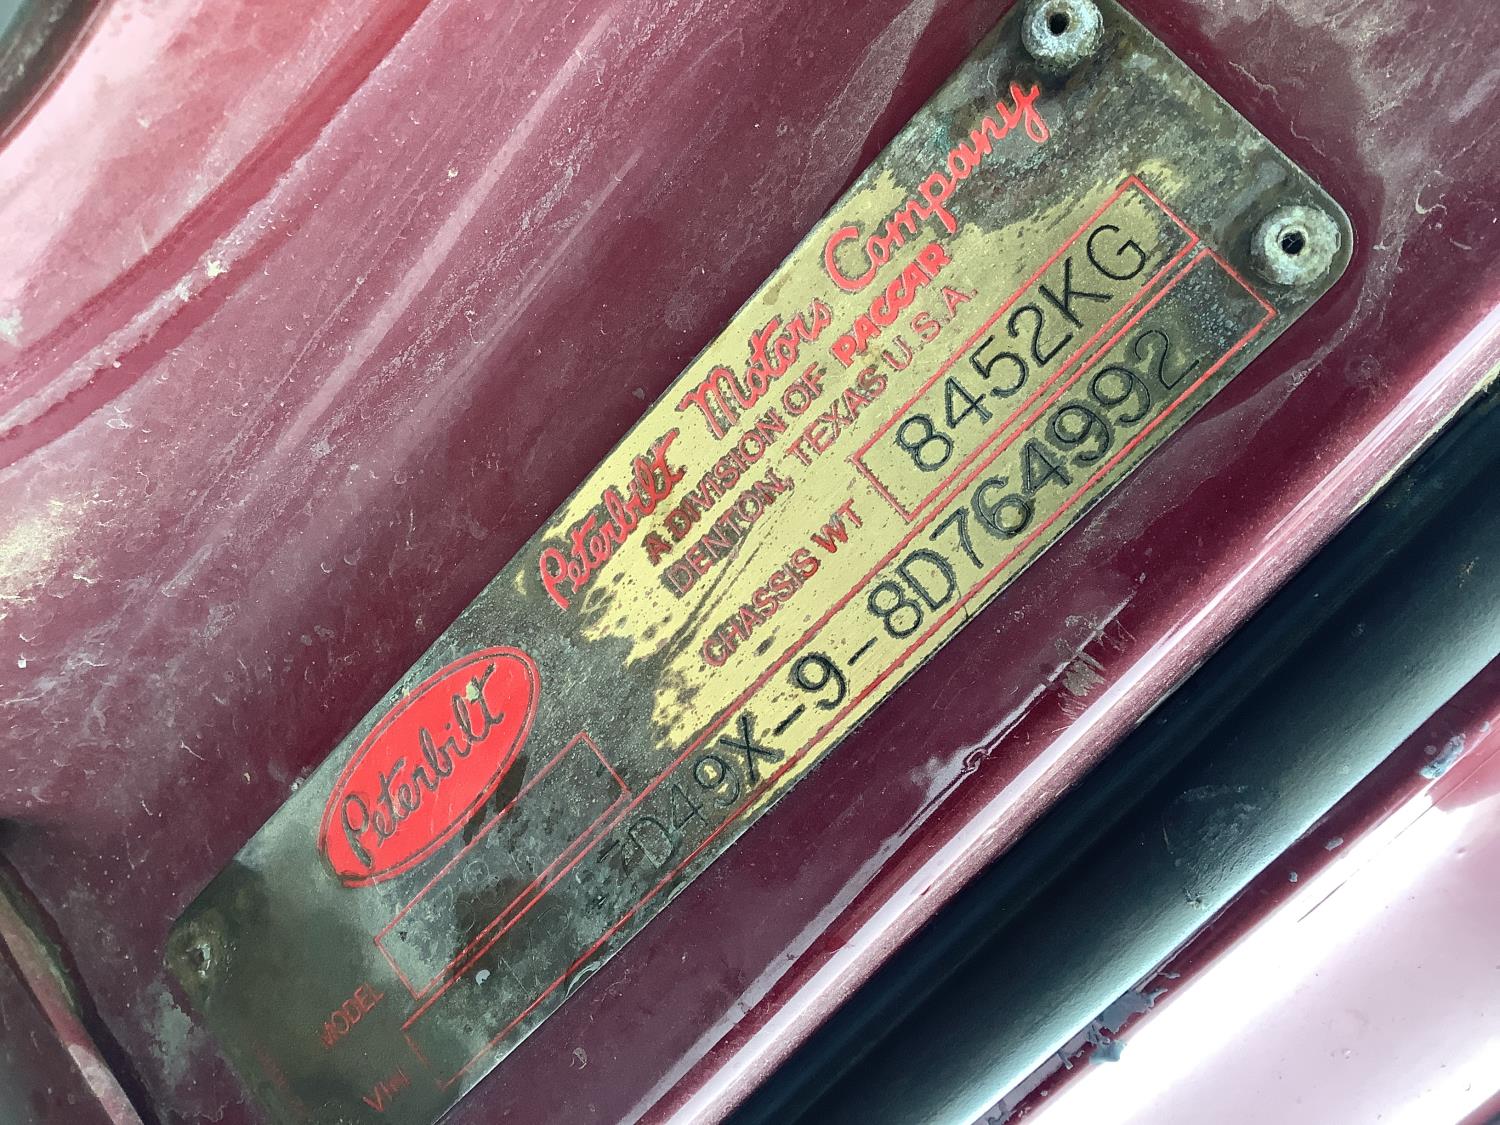 Peterbilt Motors Company
A DIVISION OF PACCAR
DENTON, TEXAS U.S.A.
Peterbilt
CHASSIS WT 8452KG
MODEL
VIN D49X-9-8D764992